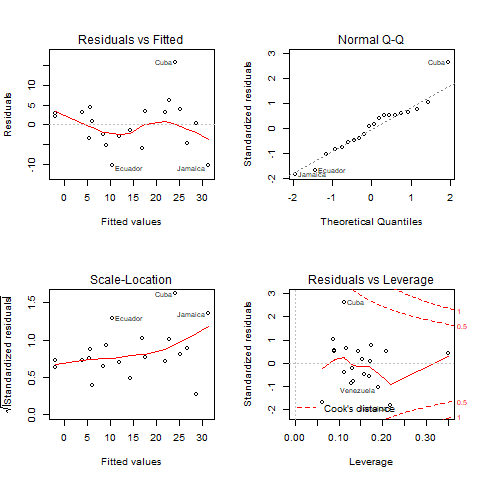 Residuals vs Fitted
Residuals
-10
0
5
15
Cuba
Ecuador
Jamaica
0
5
10
15
20
25
30
Fitted values
Normal Q-Q
Standardized residuals
-2
-1
0
1
2
3
Cuba
Ecuador
Jamaica
-2
-1
0
1
2
Theoretical Quantiles
Scale-Location
√|Standardized residuals|
0.0
0.5
1.0
1.5
Cuba
Ecuador
Jamaica
0
5
10
15
20
25
30
Fitted values
Residuals vs Leverage
Standardized residuals
-2
-1
0
1
2
3
Cuba
Venezuela
Cook's distance
1
0.5
0.5
1
0.00
0.10
0.20
0.30
Leverage